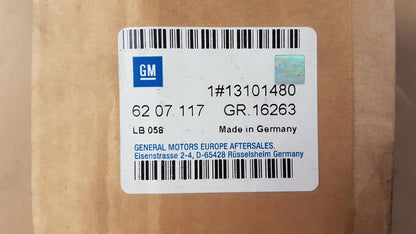 GM
1#13101480
62 07 117 GR.16263
LB 058 Made in Germany
GENERAL MOTORS EUROPE AFTERSALES.
Eisenstrasse 2-4, D-65428 Rüsselsheim Germany